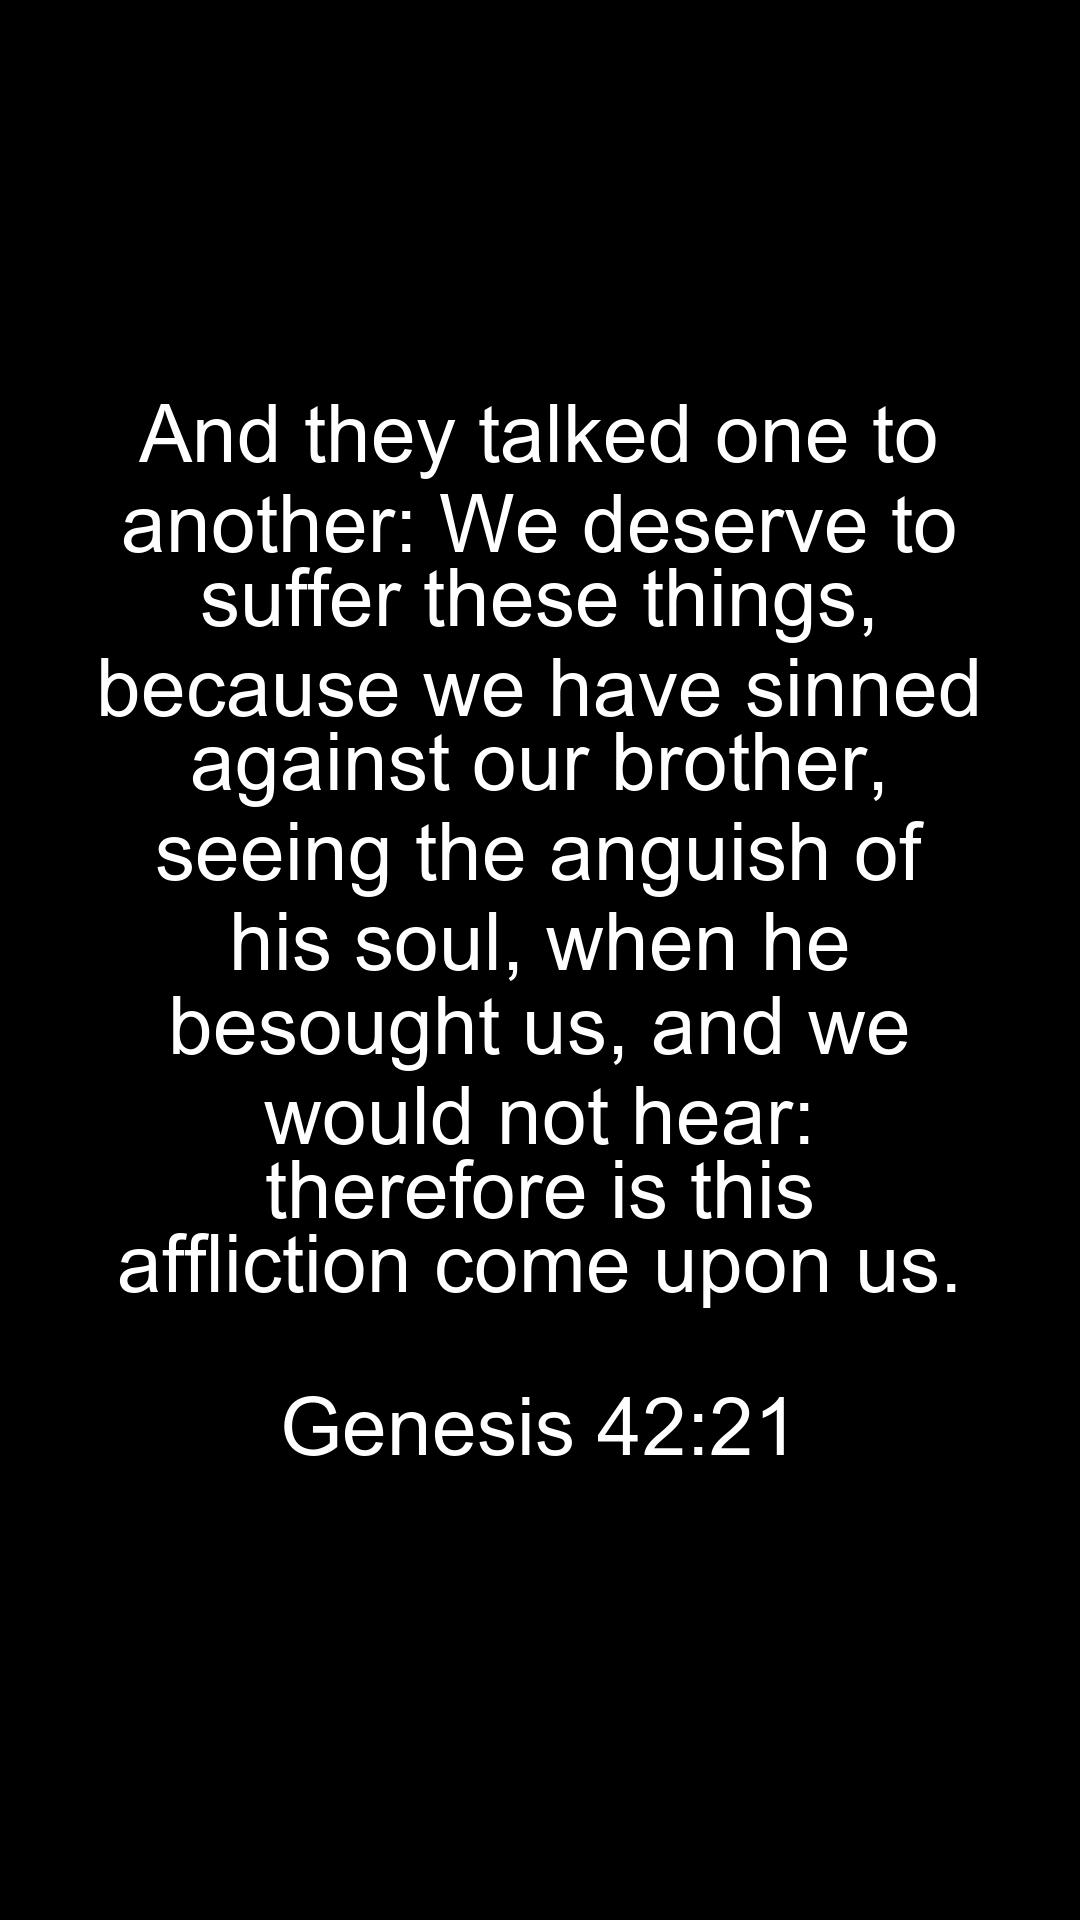 And they talked one to
another: We deserve to
suffer these things,
because we have sinned
against our brother,
seeing the anguish of
his soul, when he
besought us, and we
would not hear:
therefore is this
affliction come upon us.
Genesis 42:21